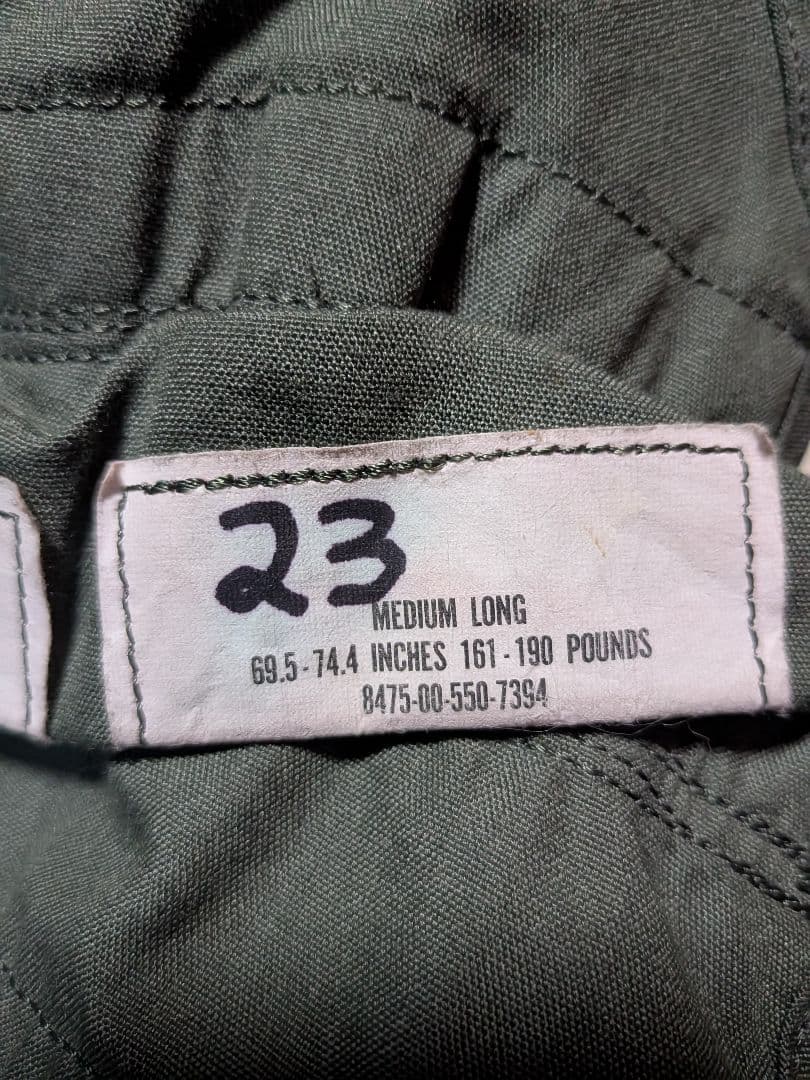 23
MEDIUM LONG
69.5-74.4 INCHES 161-190 POUNDS
8475-00-550-7394